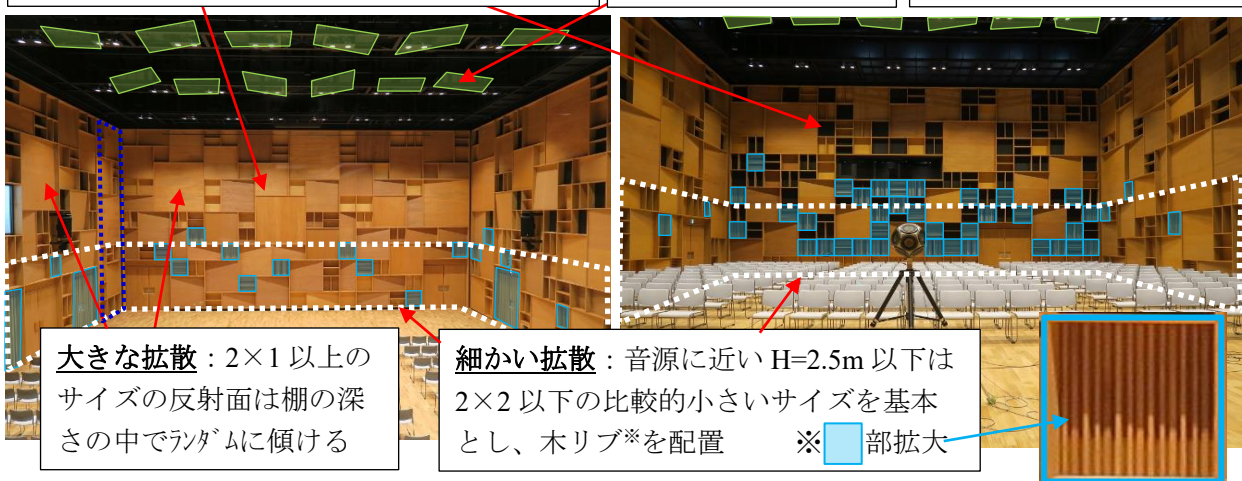 大きな拡散：2×1 以上の
サイズの反射面は棚の深
さの中でﾗﾝﾀﾞﾑに傾ける
細かい拡散：音源に近い H=2.5m 以下は
2×2 以下の比較的小さいサイズを基本
とし、木リブ※を配置 ※ 部拡大